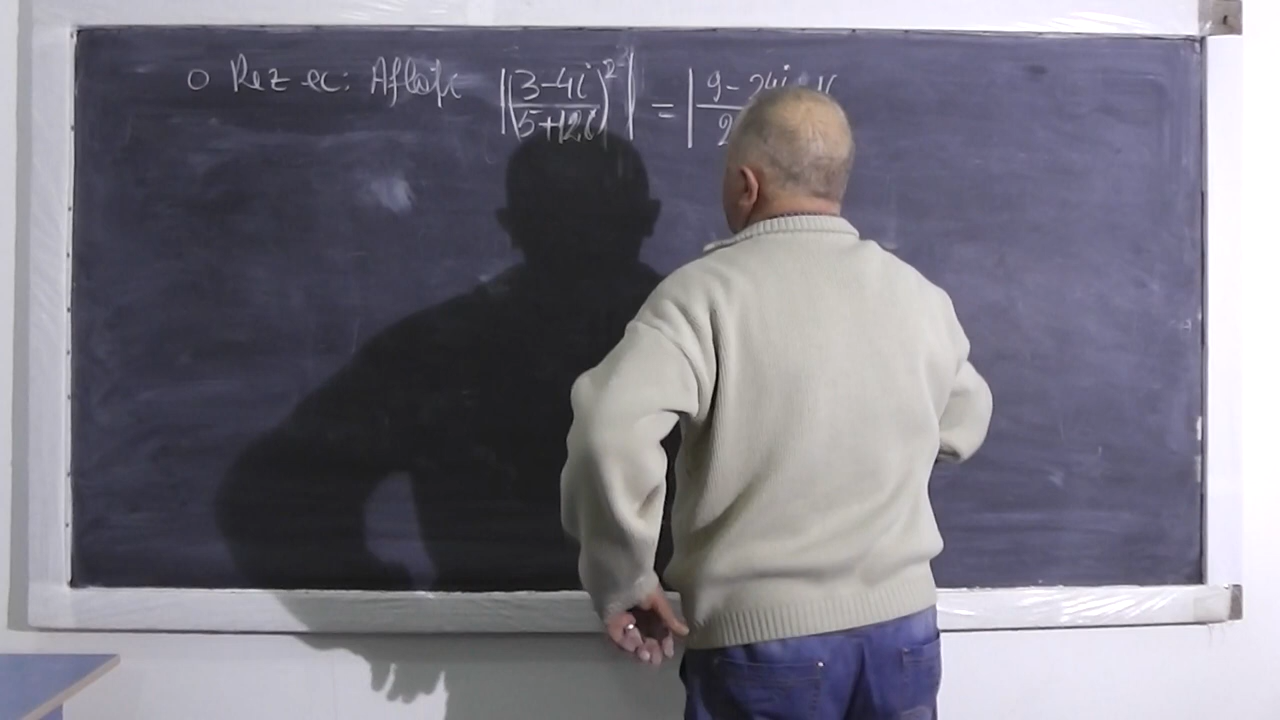 ○ Rez ec: Aflați |(3-4i/5+12i)²| = |9-24i